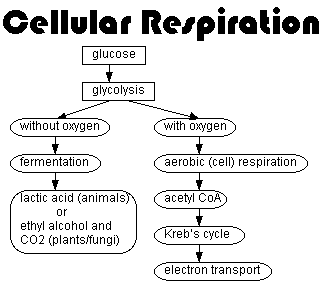 Cellular Respiration
glucose
glycolysis
without oxygen
with oxygen
fermentation
aerobic (cell) respiration
lactic acid (animals)
or
ethyl alcohol and
CO2 (plants/fungi)
acetyl CoA
Kreb's cycle
electron transport